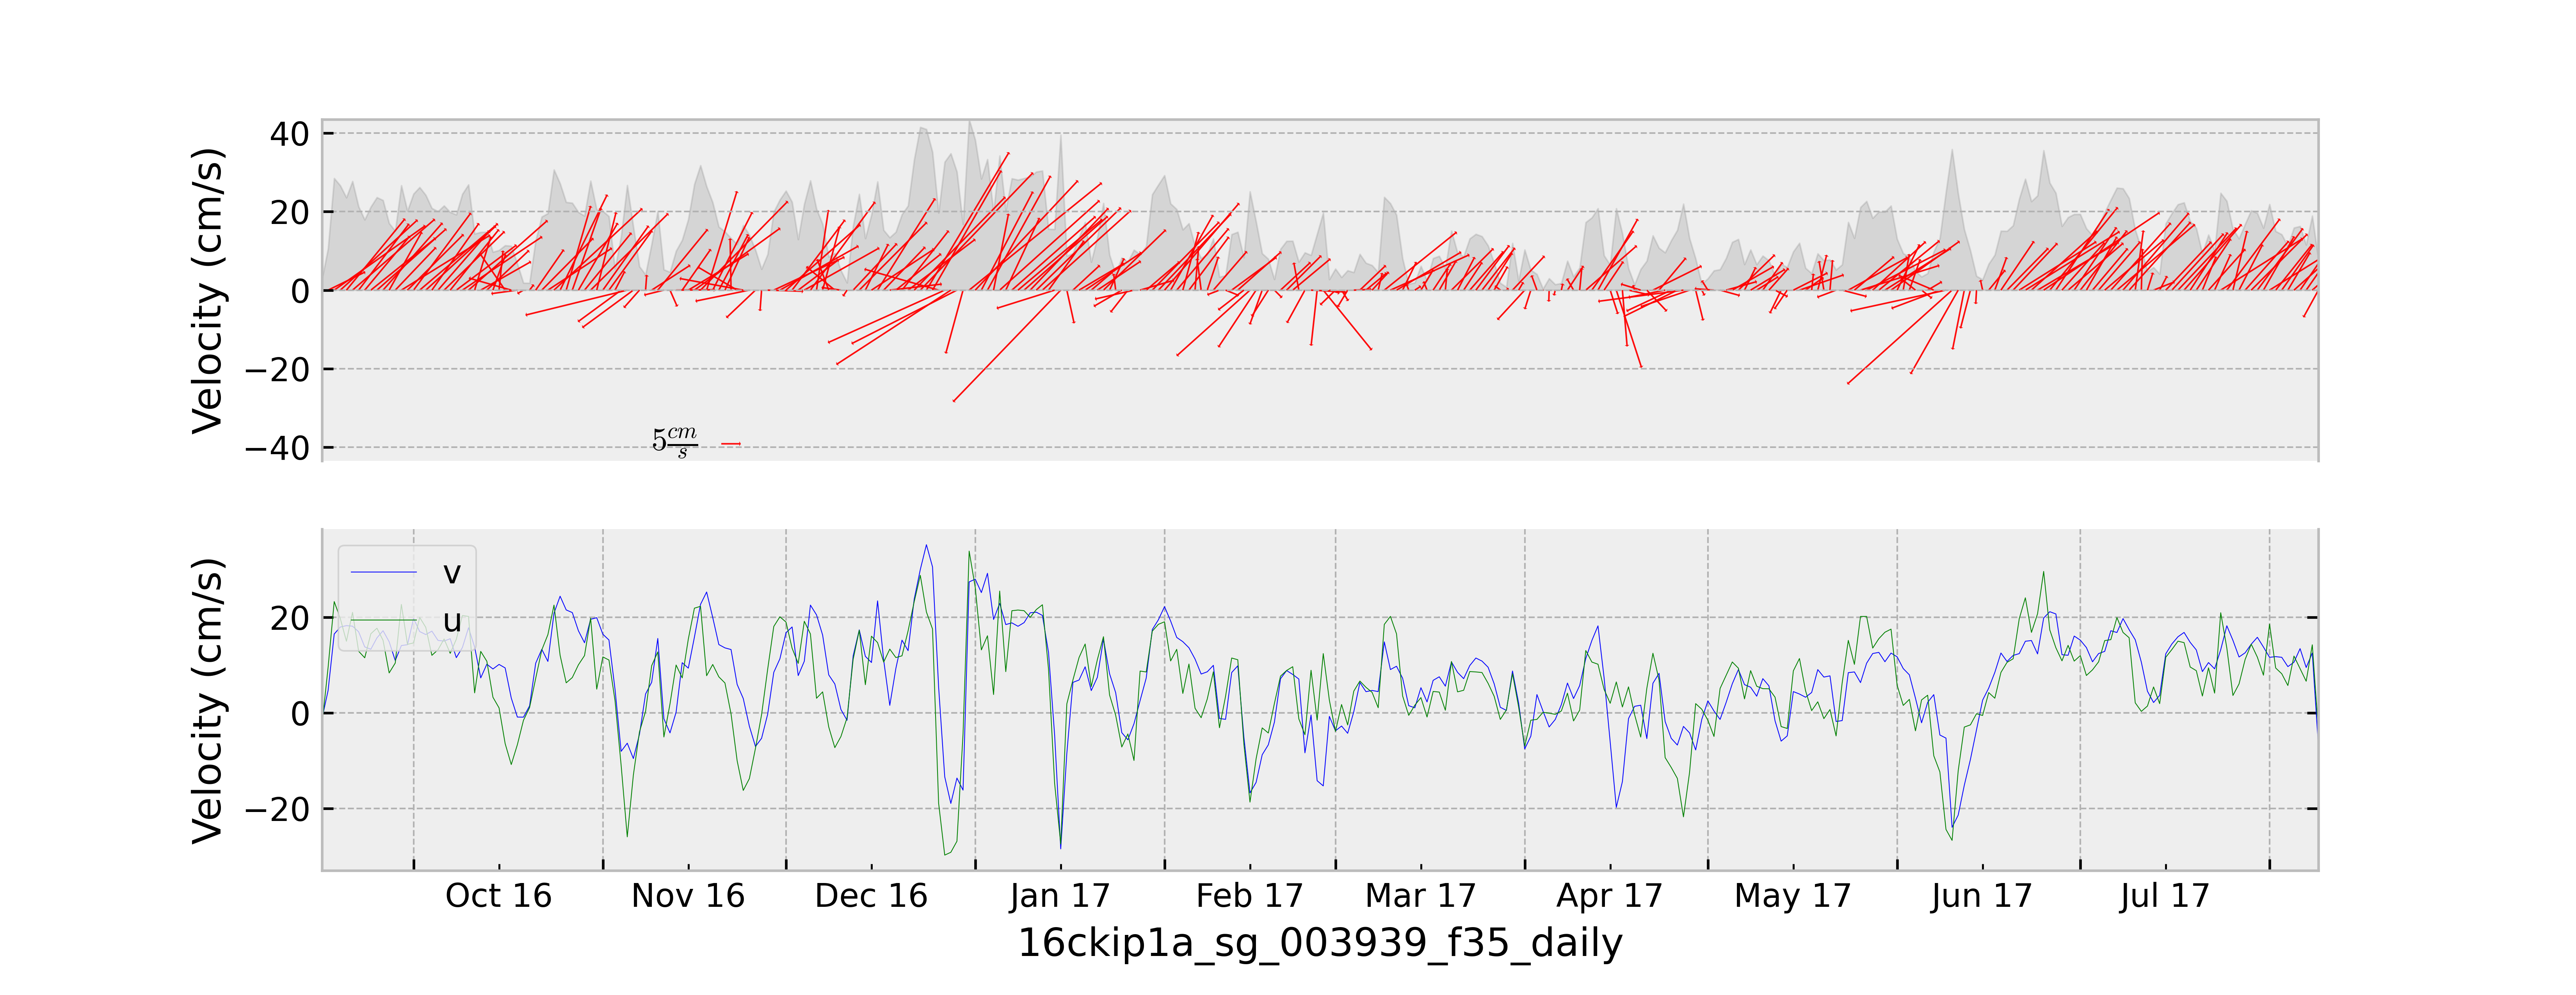 40
20
0
−20
−40
Velocity (cm/s)
5 cm/s
20
0
−20
Velocity (cm/s)
v
u
Oct 16 Nov 16 Dec 16 Jan 17 Feb 17 Mar 17 Apr 17 May 17 Jun 17 Jul 17
16ckip1a_sg_003939_f35_daily